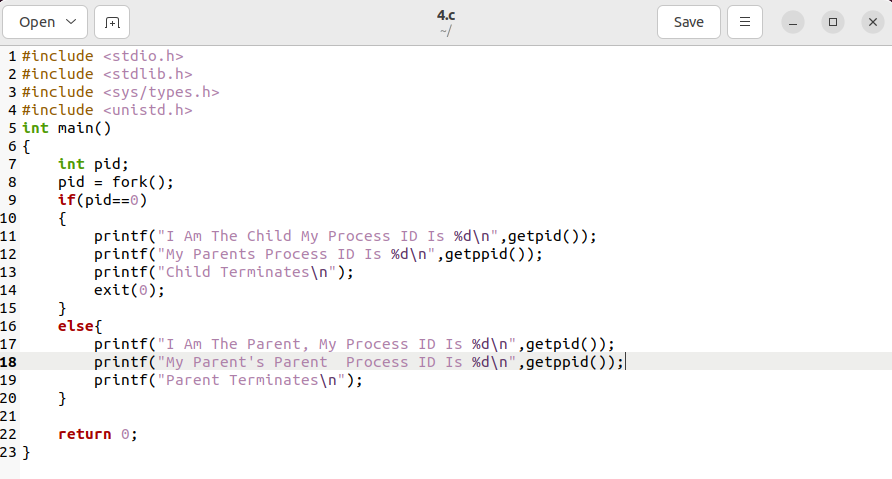 Open
4.c
~/
Save
1 #include <stdio.h>
2 #include <stdlib.h>
3 #include <sys/types.h>
4 #include <unistd.h>
5 int main()
6 {
7     int pid;
8     pid = fork();
9     if(pid==0)
10     {
11         printf("I Am The Child My Process ID Is %d\n",getpid());
12         printf("My Parents Process ID Is %d\n",getppid());
13         printf("Child Terminates\n");
14         exit(0);
15     }
16     else{
17         printf("I Am The Parent, My Process ID Is %d\n",getpid());
18         printf("My Parent's Parent  Process ID Is %d\n",getppid());
19         printf("Parent Terminates\n");
20     }
21
22     return 0;
23 }